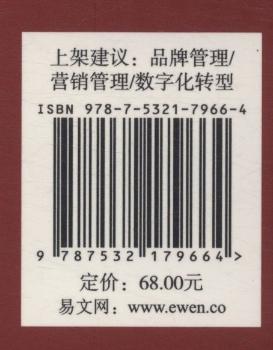 上架建议：品牌管理/
营销管理/数字化转型
ISBN 978-7-5321-7966-4
9 787532 179664 >
定价：68.00元
易文网：www.ewen.co